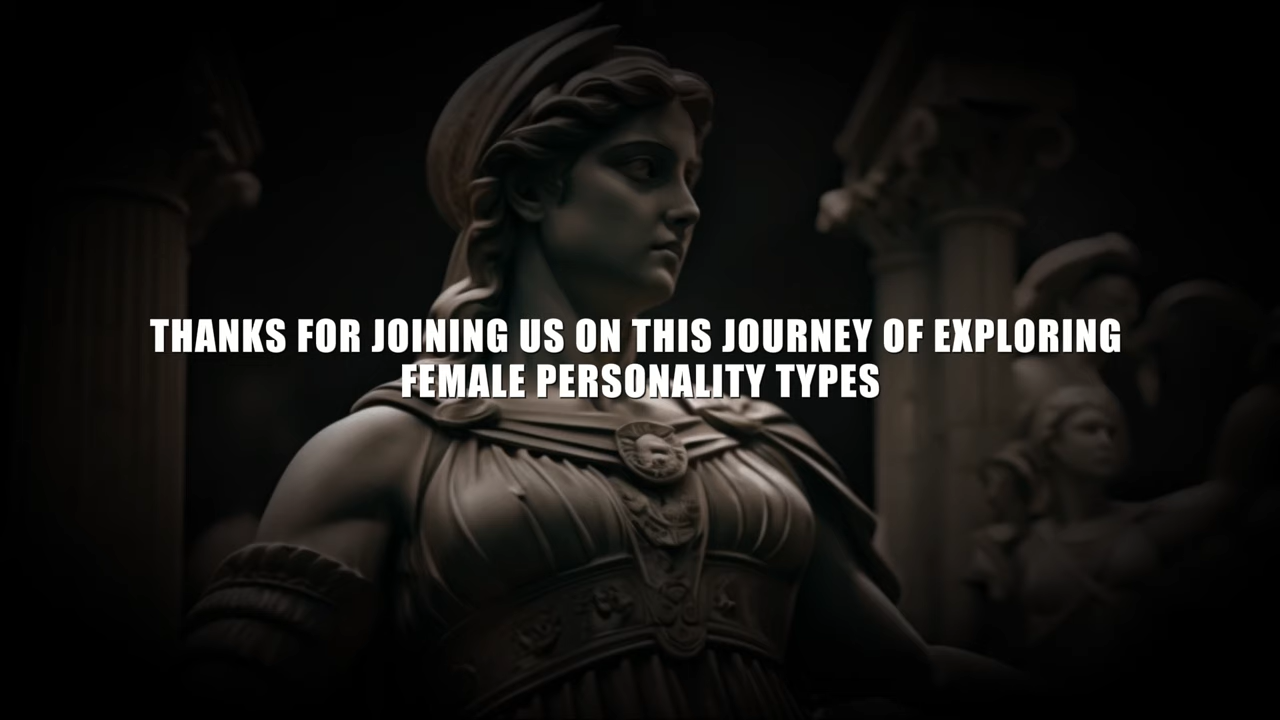 THANKS FOR JOINING US ON THIS JOURNEY OF EXPLORING
FEMALE PERSONALITY TYPES